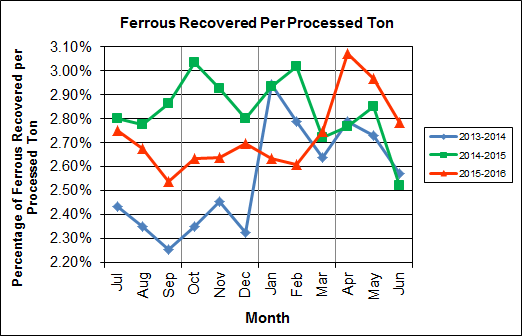 Ferrous Recovered Per Processed Ton
Percentage of Ferrous Recovered per
Processed Ton
3.10%
3.00%
2.90%
2.80%
2.70%
2.60%
2.50%
2.40%
2.30%
2.20%
Jul
Aug
Sep
Oct
Nov
Dec
Jan
Feb
Mar
Apr
May
Jun
Month
2013-2014
2014-2015
2015-2016